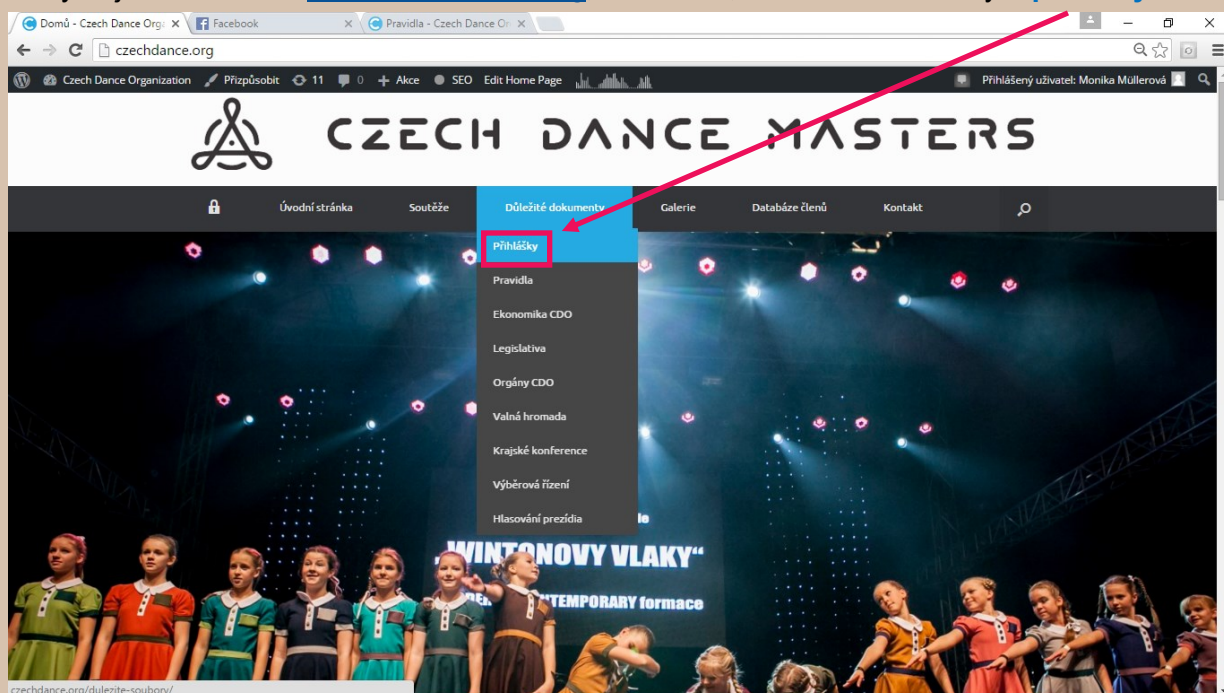 Domů - Czech Dance Orga
Facebook
Pravidla - Czech Dance Or
czechdance.org
Czech Dance Organization
Přizpůsobit
11
0
Akce
SEO
Edit Home Page
Přihlášený uživatel: Monika Müllerová
CZECH DANCE MASTERS
Úvodní stránka
Soutěže
Důležité dokumenty
Galerie
Databáze členů
Kontakt
Přihlášky
Pravidla
Ekonomika CDO
Legislativa
Orgány CDO
Valná hromada
Krajské konference
Výběrová řízení
Hlasování prezídia
WINTONOVY VLAKY“
formace
czechdance.org/dulezite-soubory/